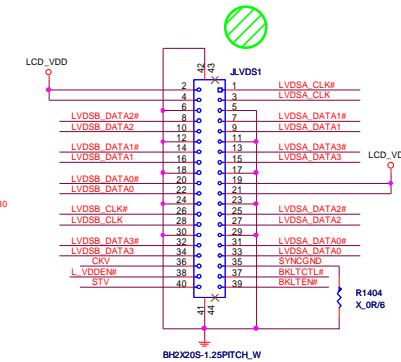 42 43
LCD_VDD
JLVDS1
2 1 LVDSA_CLK#
4 3 LVDSA_CLK
6 5
LVDSB_DATA2# 8 7 LVDSA_DATA1#
LVDSB_DATA2 10 9 LVDSA_DATA1
12 11
LVDSB_DATA1# 14 13 LVDSA_DATA3#
LVDSB_DATA1 16 15 LVDSA_DATA3
LCD_VD
18 17
LVDSB_DATA0# 20 19
LVDSB_DATA0 22 21
24 23
LVDSB_CLK# 26 25 LVDSA_DATA2#
LVDSB_CLK 28 27 LVDSA_DATA2
30 29
LVDSB_DATA3# 32 31 LVDSA_DATA0#
LVDSB_DATA3 34 33 LVDSA_DATA0
CKV 36 35 SYNCGND
L_VDDEN# 38 37 BKLTCTL#
STV 40 39 BKLTEN#
R1404
X_0R/6
41 44
BH2X20S-1.25PITCH_W